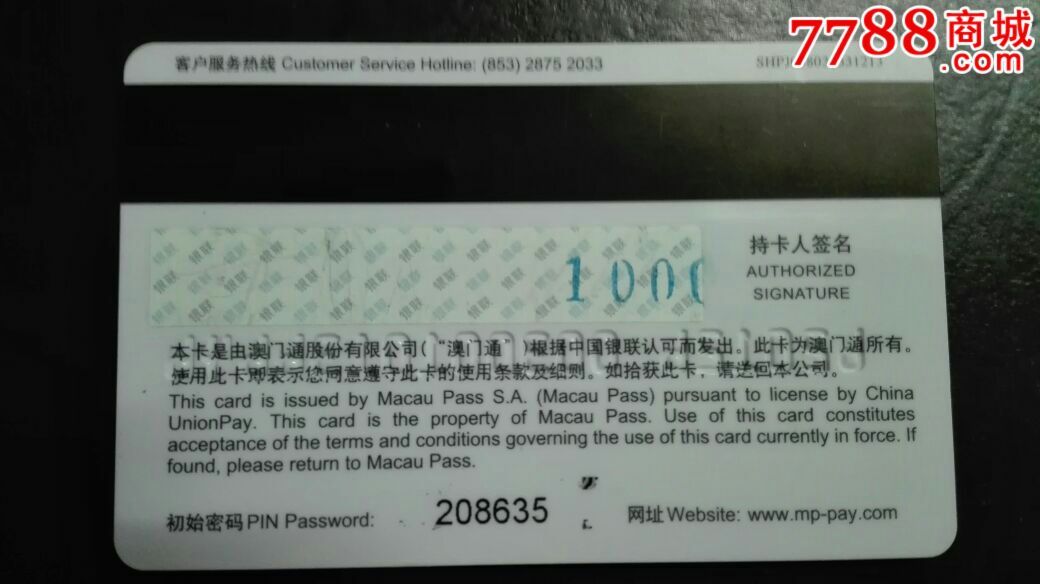 7788商城
.com
客户服务热线 Customer Service Hotline: (853) 2875 2033
银联
1000
持卡人签名
AUTHORIZED
SIGNATURE
本卡是由澳门通股份有限公司(“澳门通”)根据中国银联认可而发出。此卡为澳门通所有。
使用此卡即表示您同意遵守此卡的使用条款及细则。如拾获此卡，请送回本公司。
This card is issued by Macau Pass S.A. (Macau Pass) pursuant to license by China
UnionPay. This card is the property of Macau Pass. Use of this card constitutes
acceptance of the terms and conditions governing the use of this card currently in force. If
found, please return to Macau Pass.
初始密码 PIN Password: 208635
网址 Website: www.mp-pay.com